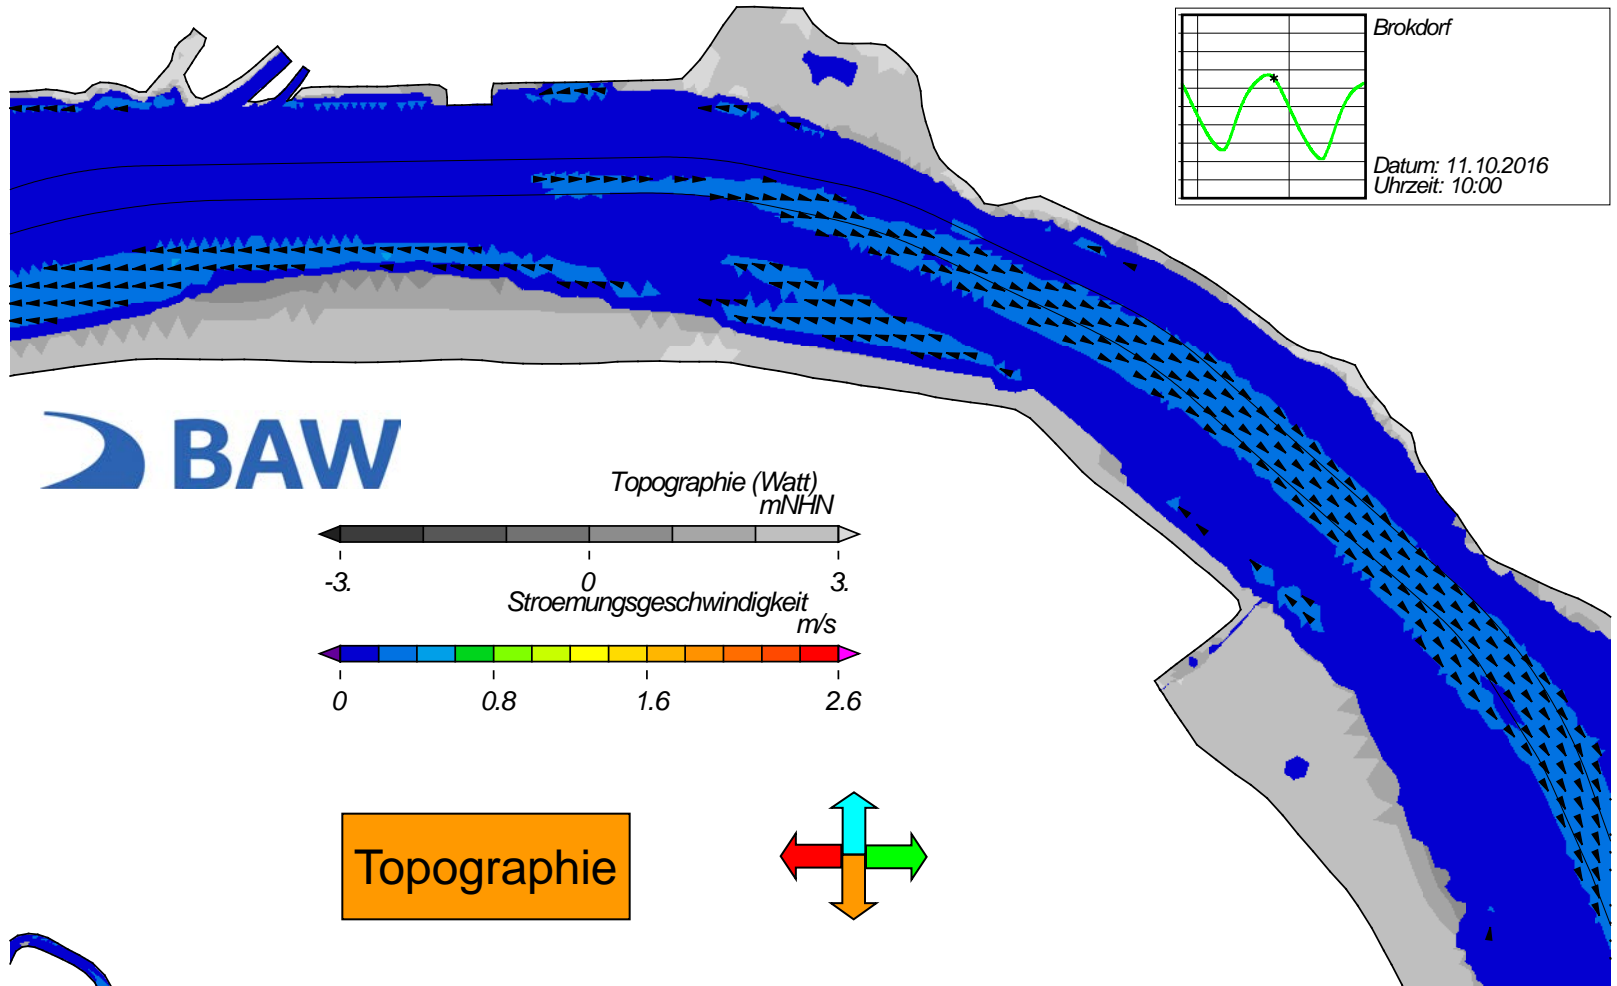 Brokdorf
Datum: 11.10.2016
Uhrzeit: 10:00
BAW
Topographie (Watt)
mNHN
-3. 0 3.
Stroemungsgeschwindigkeit
m/s
0 0.8 1.6 2.6
Topographie